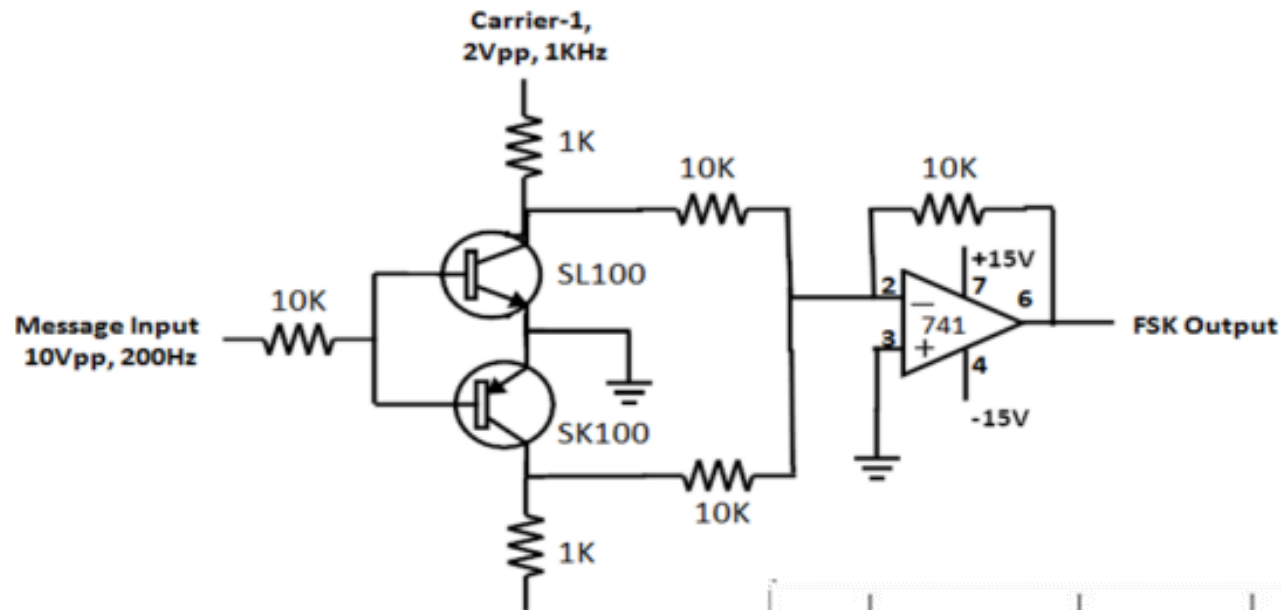 Carrier-1,
2Vpp, 1KHz
1K
10K
10K
+15V
SL100
2
7
6
10K
741
Message Input
10Vpp, 200Hz
FSK Output
3
4
-15V
SK100
10K
1K